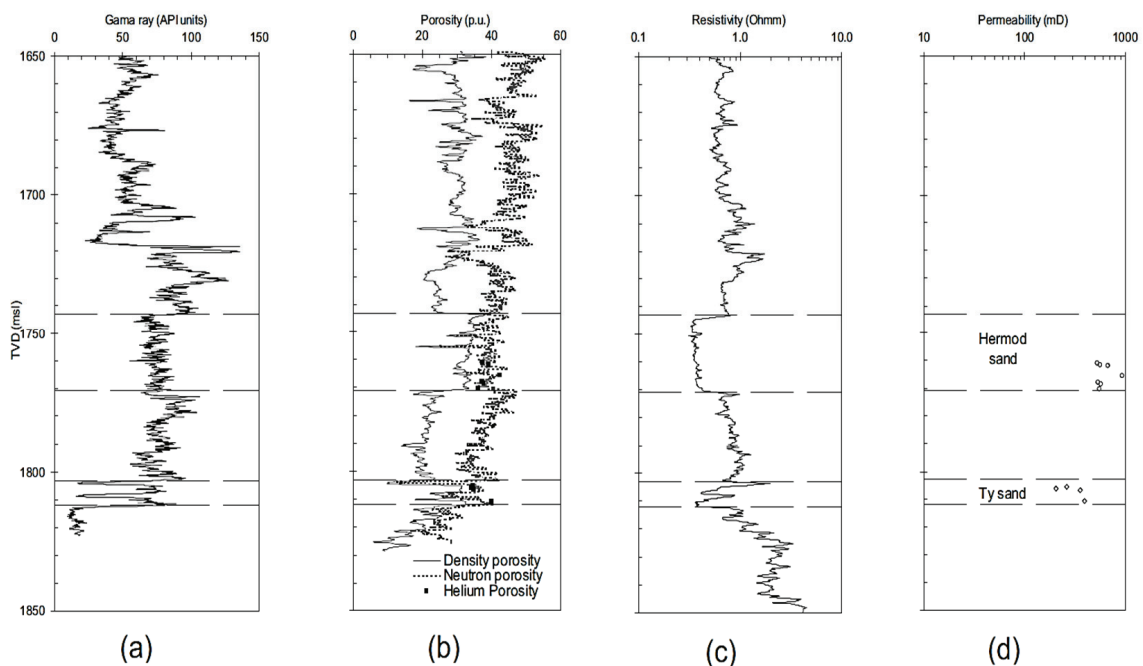 Gama ray (API units)
0 50 100 150
Porosity (p.u.)
0 20 40 60
Resistivity (Ohmm)
0.1 1.0 10.0
Permeability (mD)
10 100 1000
TVD (msl)
1650
1700
1750
1800
1850
Hermod
sand
Ty sand
Density porosity
Neutron porosity
Helium Porosity
(a)
(b)
(c)
(d)